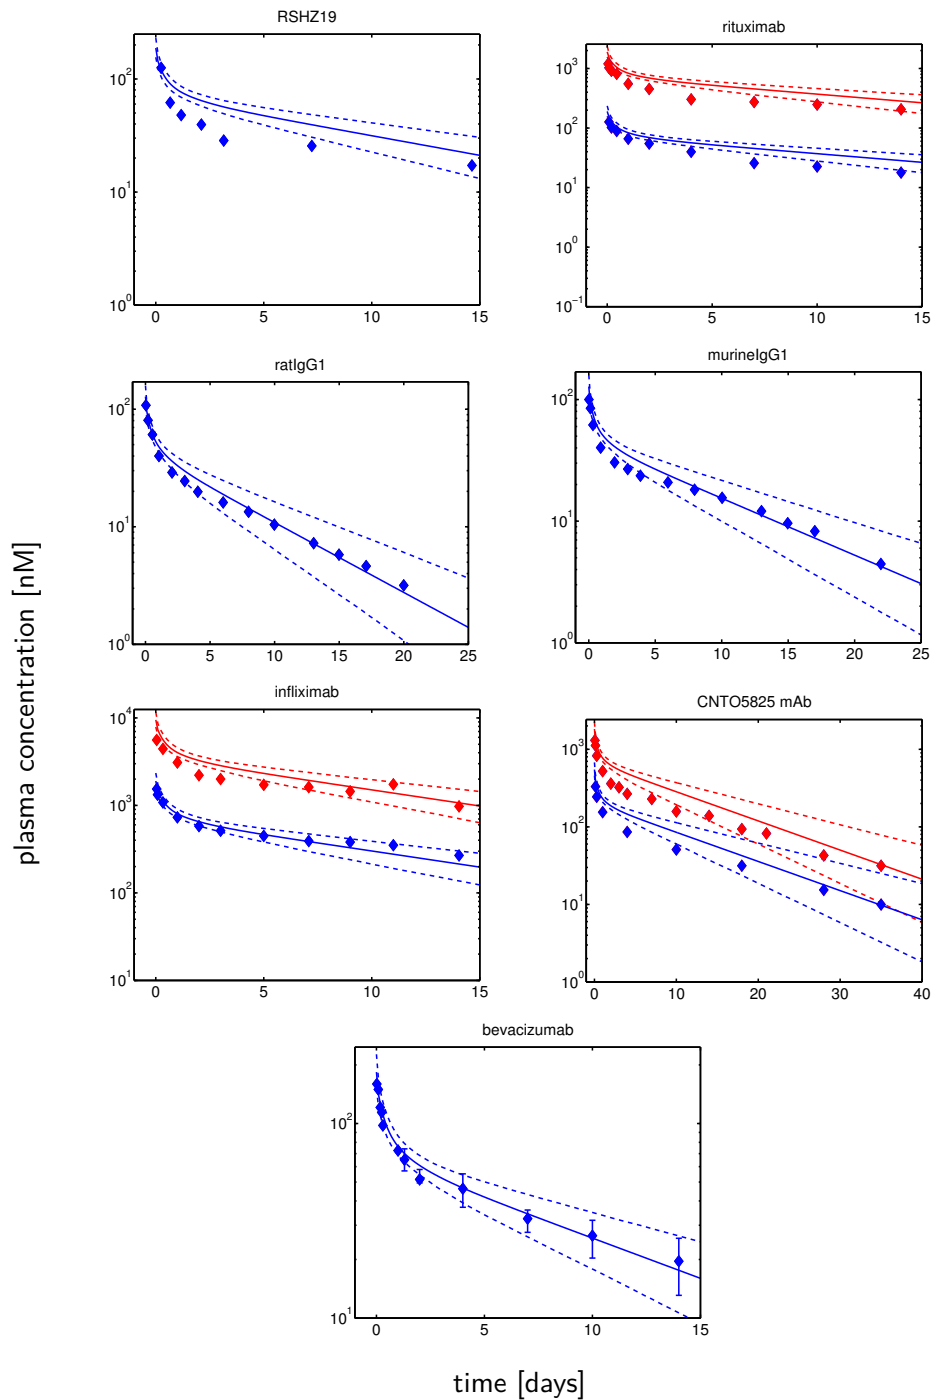 RSHZ19
10^2
10^1
10^0
0 5 10 15
rituximab
10^3
10^2
10^1
10^0
10^-1
0 5 10 15
ratIgG1
10^2
10^1
10^0
0 5 10 15 20 25
murineIgG1
10^2
10^1
10^0
0 5 10 15 20 25
plasma concentration [nM]
infliximab
10^4
10^3
10^2
10^1
0 5 10 15
CNTO5825 mAb
10^3
10^2
10^1
10^0
0 10 20 30 40
bevacizumab
10^2
10^1
0 5 10 15
time [days]